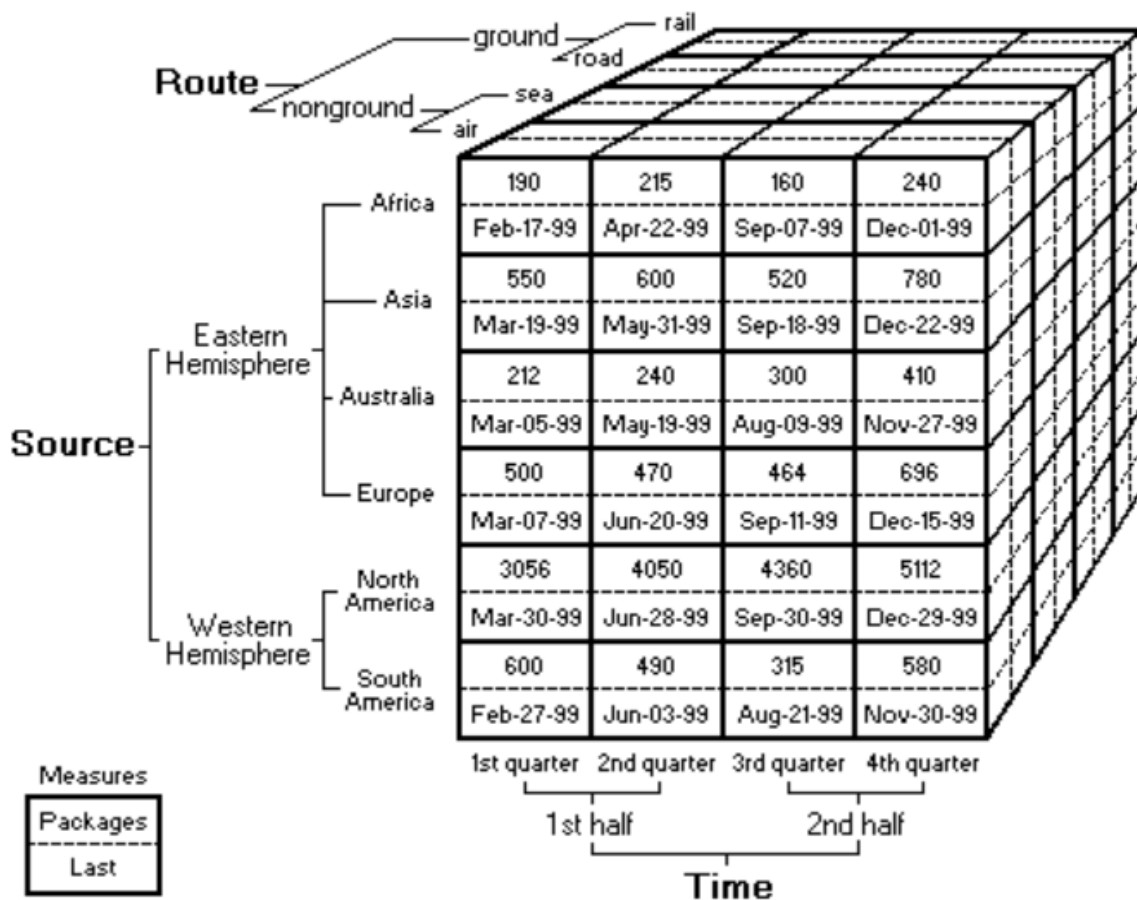 rail
ground
road
Route
sea
nonground
air
190 215 160 240
Africa
Feb-17-99 Apr-22-99 Sep-07-99 Dec-01-99
550 600 520 780
Asia
Mar-19-99 May-31-99 Sep-18-99 Dec-22-99
Eastern
Hemisphere
212 240 300 410
Australia
Mar-05-99 May-19-99 Aug-09-99 Nov-27-99
Source
500 470 464 696
Europe
Mar-07-99 Jun-20-99 Sep-11-99 Dec-15-99
3056 4050 4360 5112
North
America
Mar-30-99 Jun-28-99 Sep-30-99 Dec-29-99
Western
Hemisphere
600 490 315 580
South
America
Feb-27-99 Jun-03-99 Aug-21-99 Nov-30-99
1st quarter 2nd quarter 3rd quarter 4th quarter
1st half 2nd half
Time
Measures
Packages
Last